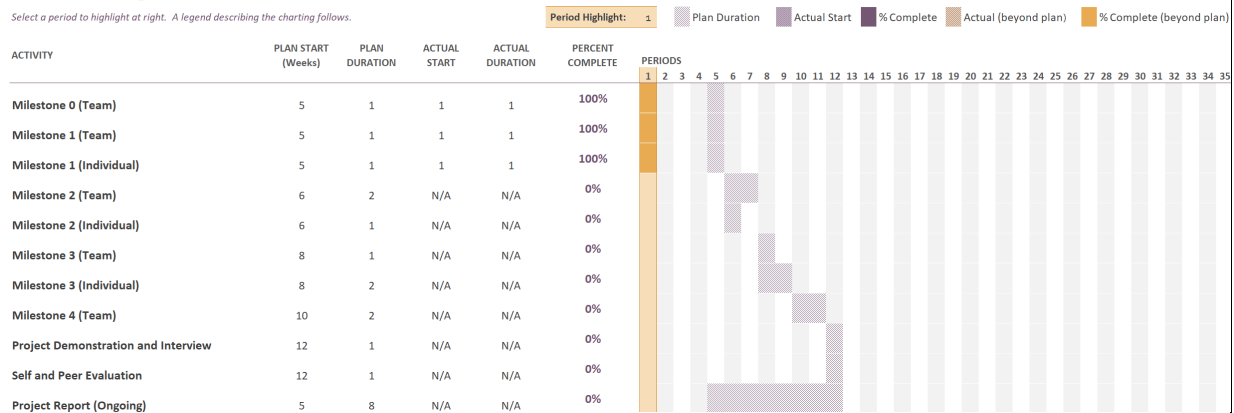 Select a period to highlight at right. A legend describing the charting follows. Period Highlight: 1 Plan Duration Actual Start % Complete Actual (beyond plan) % Complete (beyond plan)
ACTIVITY PLAN START (Weeks) PLAN DURATION ACTUAL START ACTUAL DURATION PERCENT COMPLETE PERIODS
1 2 3 4 5 6 7 8 9 10 11 12 13 14 15 16 17 18 19 20 21 22 23 24 25 26 27 28 29 30 31 32 33 34 35
Milestone 0 (Team) 5 1 1 1 100%
Milestone 1 (Team) 5 1 1 1 100%
Milestone 1 (Individual) 5 1 1 1 100%
Milestone 2 (Team) 6 2 N/A N/A 0%
Milestone 2 (Individual) 6 1 N/A N/A 0%
Milestone 3 (Team) 8 1 N/A N/A 0%
Milestone 3 (Individual) 8 2 N/A N/A 0%
Milestone 4 (Team) 10 2 N/A N/A 0%
Project Demonstration and Interview 12 1 N/A N/A 0%
Self and Peer Evaluation 12 1 N/A N/A 0%
Project Report (Ongoing) 5 8 N/A N/A 0%